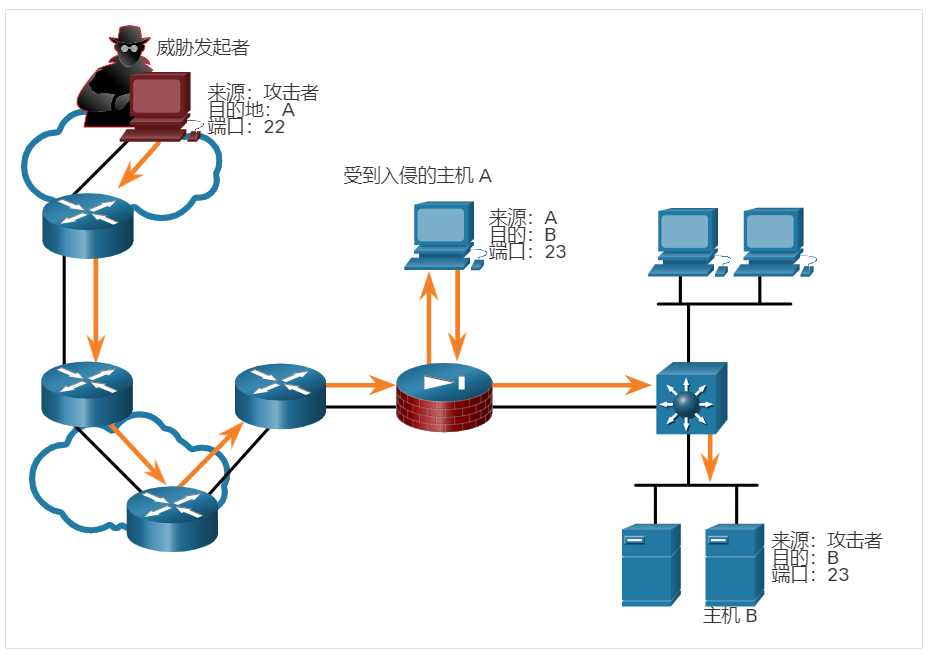 威胁发起者
来源：攻击者
目的地：A
端口：22
受到入侵的主机 A
来源：A
目的：B
端口：23
来源：攻击者
目的：B
端口：23
主机 B